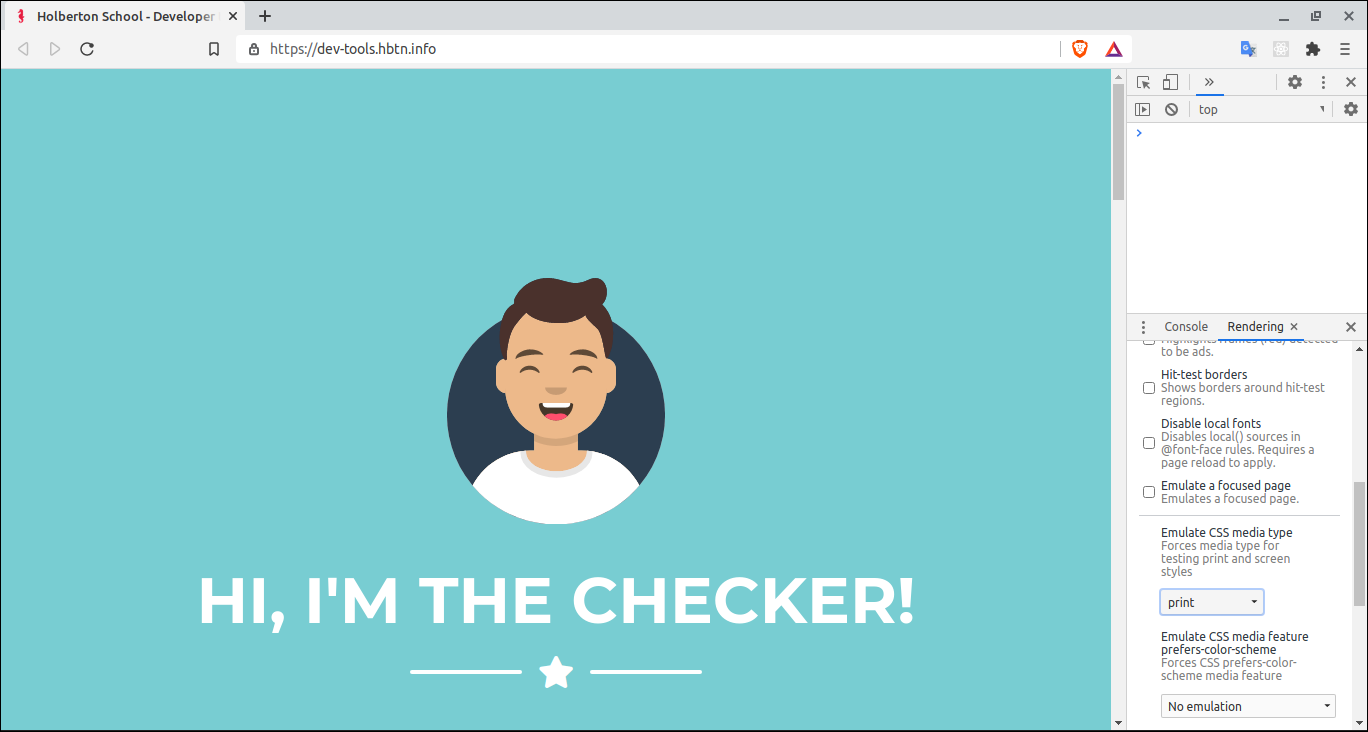 Holberton School - Developer
https://dev-tools.hbtn.info
top
HI, I'M THE CHECKER!
Console
Rendering
Highlights frames (red) detected
to be ads.
Hit-test borders
Shows borders around hit-test
regions.
Disable local fonts
Disables local() sources in
@font-face rules. Requires a
page reload to apply.
Emulate a focused page
Emulates a focused page.
Emulate CSS media type
Forces media type for
testing print and screen
styles
print
Emulate CSS media feature
prefers-color-scheme
Forces CSS prefers-color-
scheme media feature
No emulation